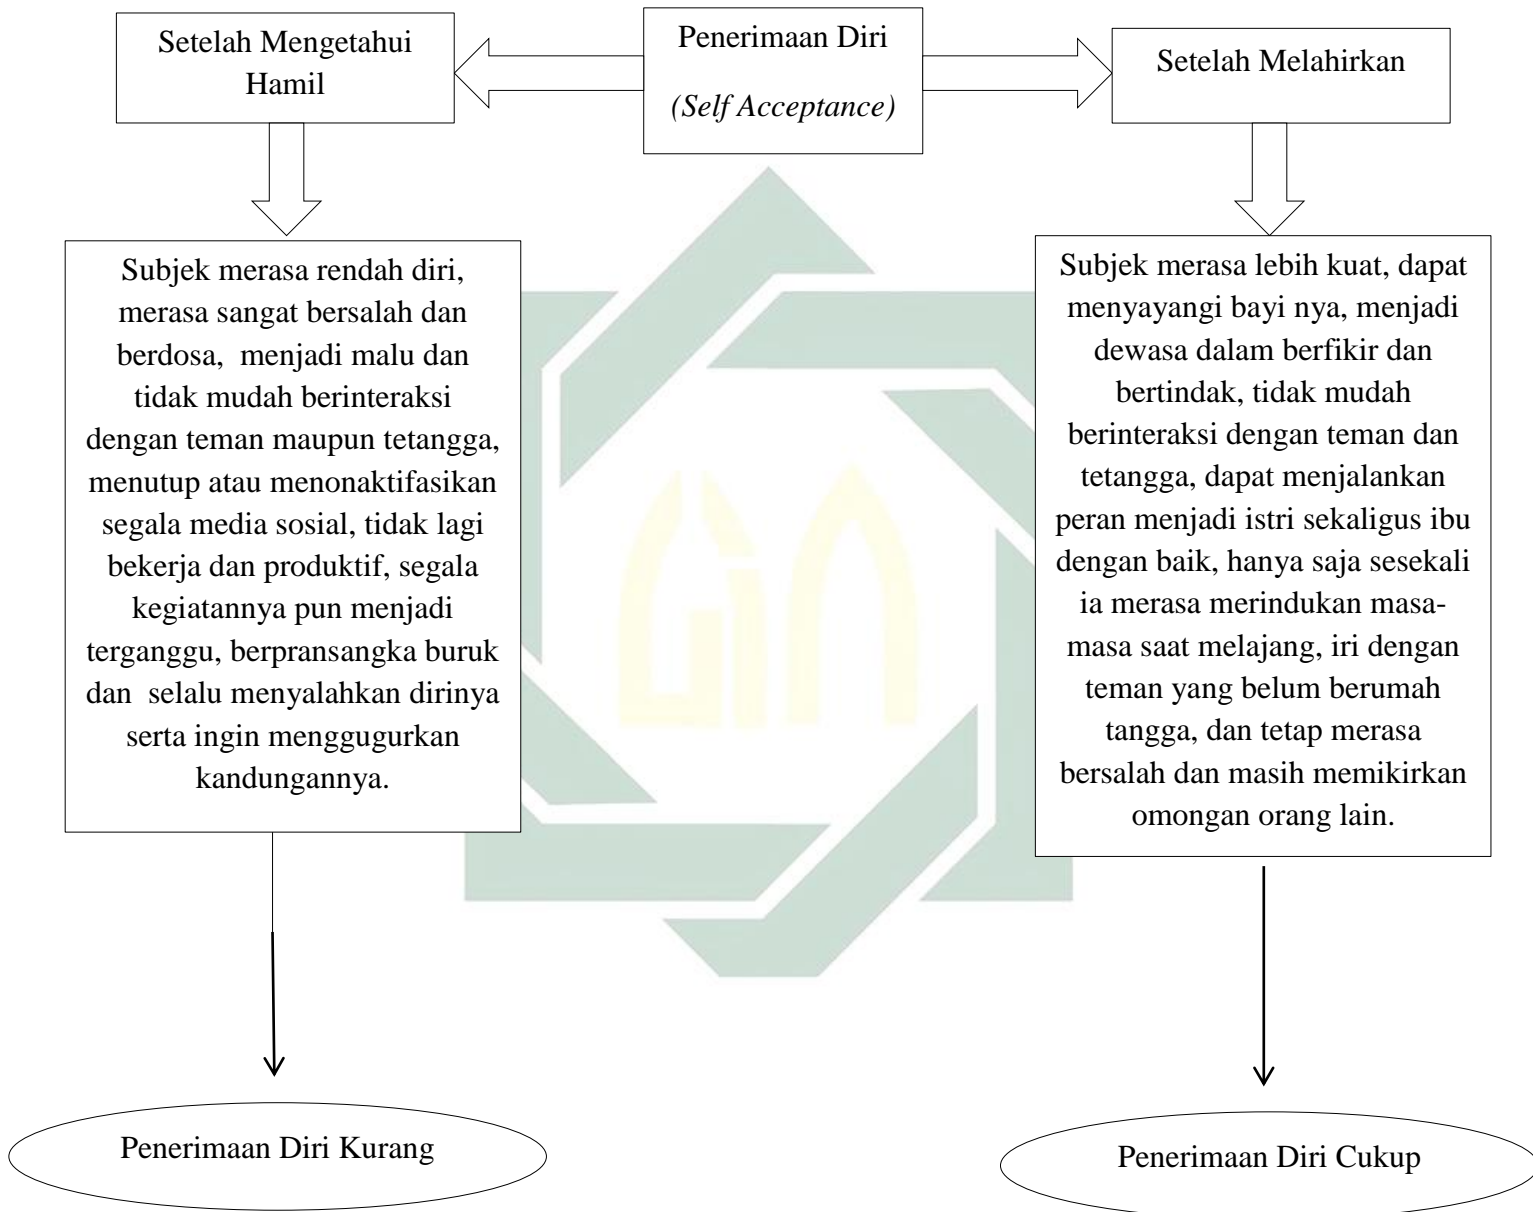 Setelah Mengetahui
Hamil
Penerimaan Diri
(Self Acceptance)
Setelah Melahirkan
Subjek merasa rendah diri,
merasa sangat bersalah dan
berdosa, menjadi malu dan
tidak mudah berinteraksi
dengan teman maupun tetangga,
menutup atau menonaktifasikan
segala media sosial, tidak lagi
bekerja dan produktif, segala
kegiatannya pun menjadi
terganggu, berpransangka buruk
dan selalu menyalahkan dirinya
serta ingin menggugurkan
kandungannya.
Subjek merasa lebih kuat, dapat
menyayangi bayi nya, menjadi
dewasa dalam berfikir dan
bertindak, tidak mudah
berinteraksi dengan teman dan
tetangga, dapat menjalankan
peran menjadi istri sekaligus ibu
dengan baik, hanya saja sesekali
ia merasa merindukan masa-
masa saat melajang, iri dengan
teman yang belum berumah
tangga, dan tetap merasa
bersalah dan masih memikirkan
omongan orang lain.
Penerimaan Diri Kurang
Penerimaan Diri Cukup